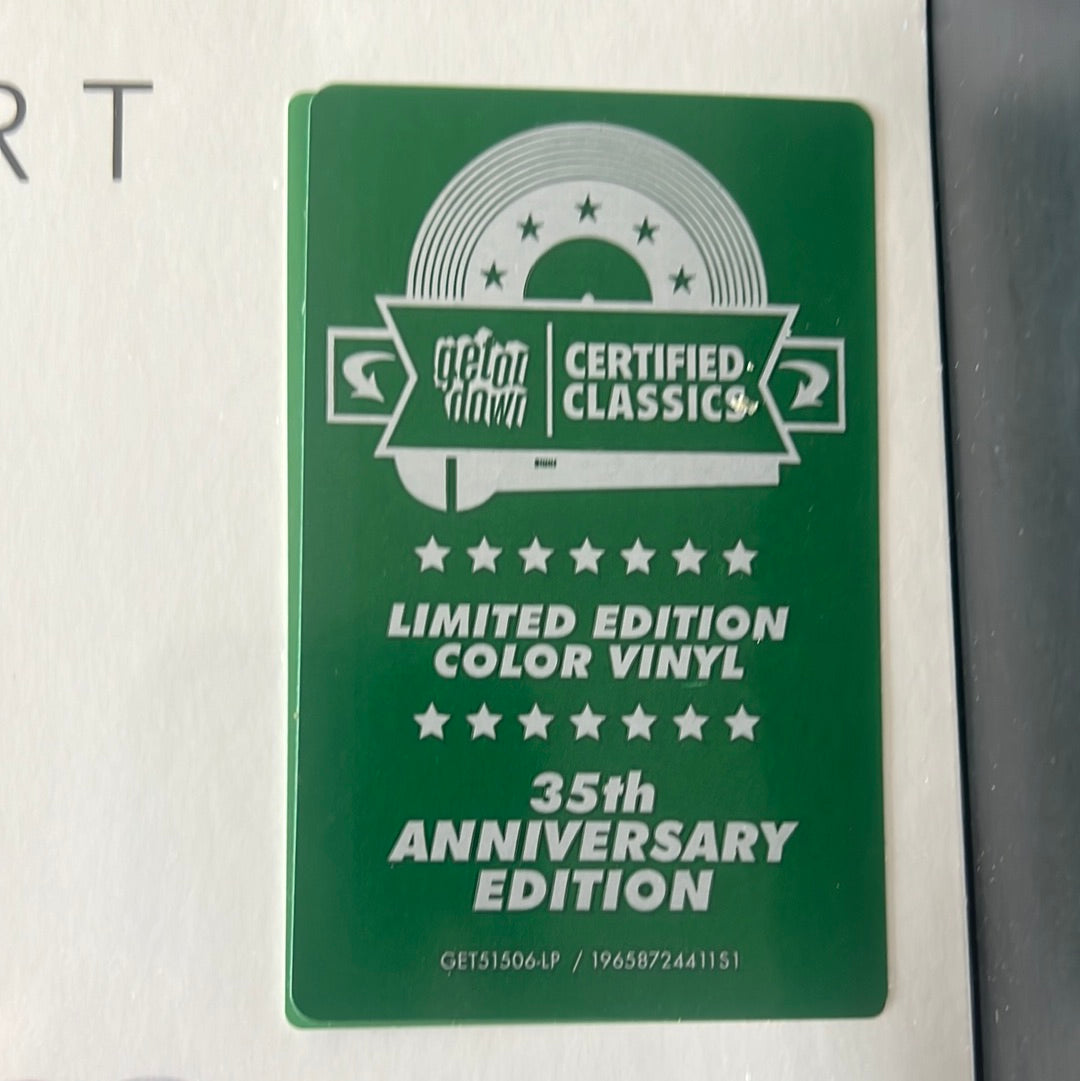 RT
get on down
CERTIFIED
CLASSICS
LIMITED EDITION
COLOR VINYL
35th
ANNIVERSARY
EDITION
GET51506-LP / 19658724411S1